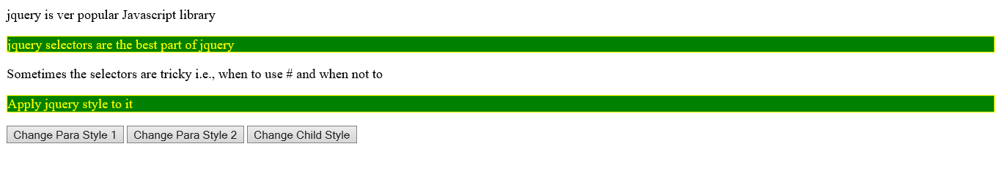 jquery is ver popular Javascript library
jquery selectors are the best part of jquery
Sometimes the selectors are tricky i.e., when to use # and when not to
Apply jquery style to it
Change Para Style 1 Change Para Style 2 Change Child Style